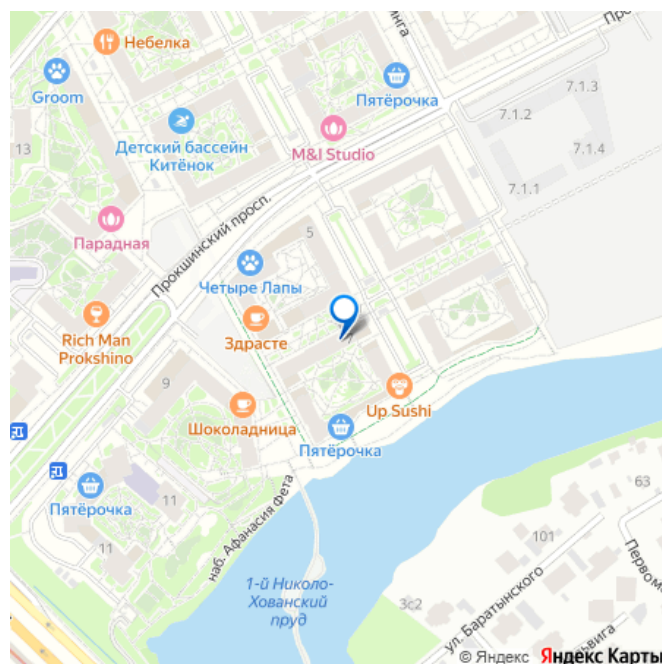 Небелка
Groom
Пятёрочка
7.1.3
7.1.2
7.1.4
7.1.1
Детский бассейн
Китёнок
13
M&I Studio
Прокшинский просп.
Парадная
5
Четыре Лапы
Rich Man
Prokshino
Здрасте
9
Up Sushi
Шоколадница
Пятёрочка
Пятёрочка
11
11
наб. Афанасия Фета
63
101
1-й Николо-
Хованский
пруд
3с2
ул. Баратынского
© Яндекс Яндекс Карты